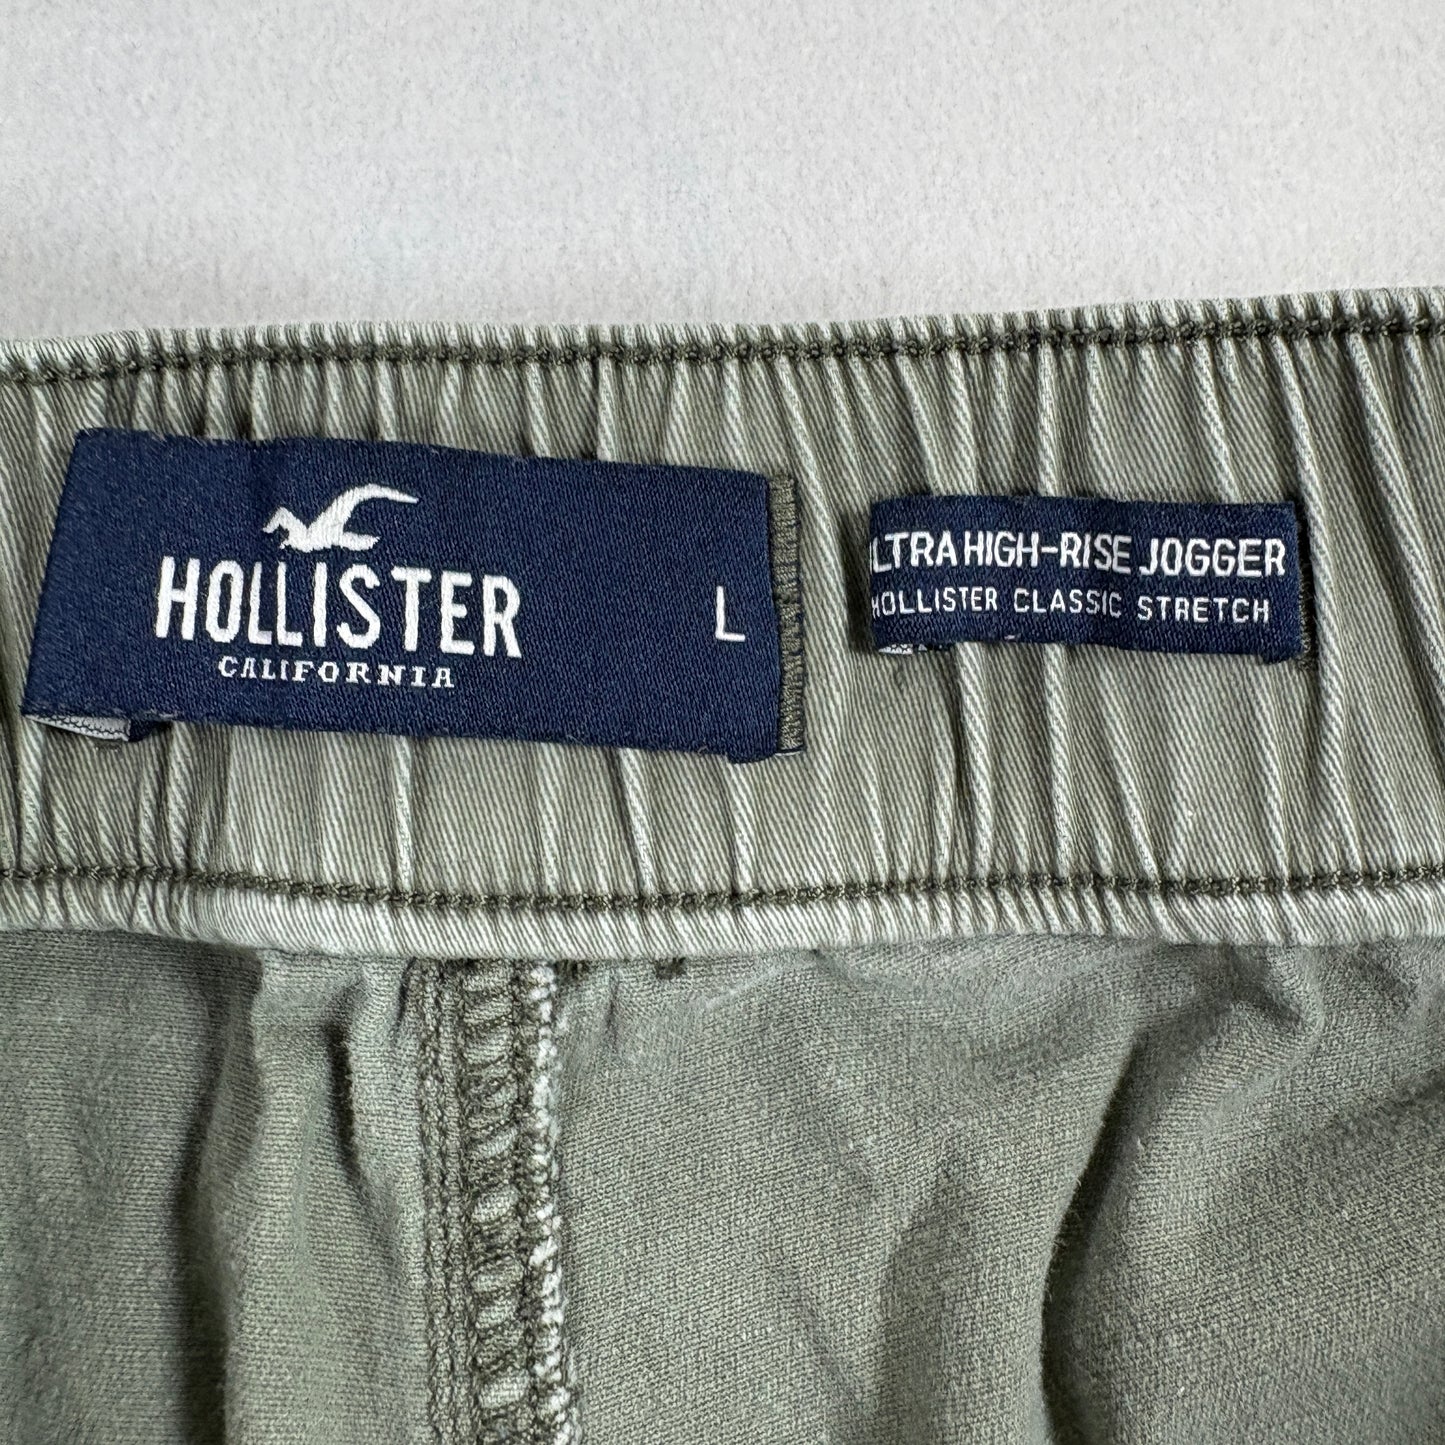 HOLLISTER
CALIFORNIA
L
LTRA HIGH-RISE JOGGER
HOLLISTER CLASSIC STRETCH